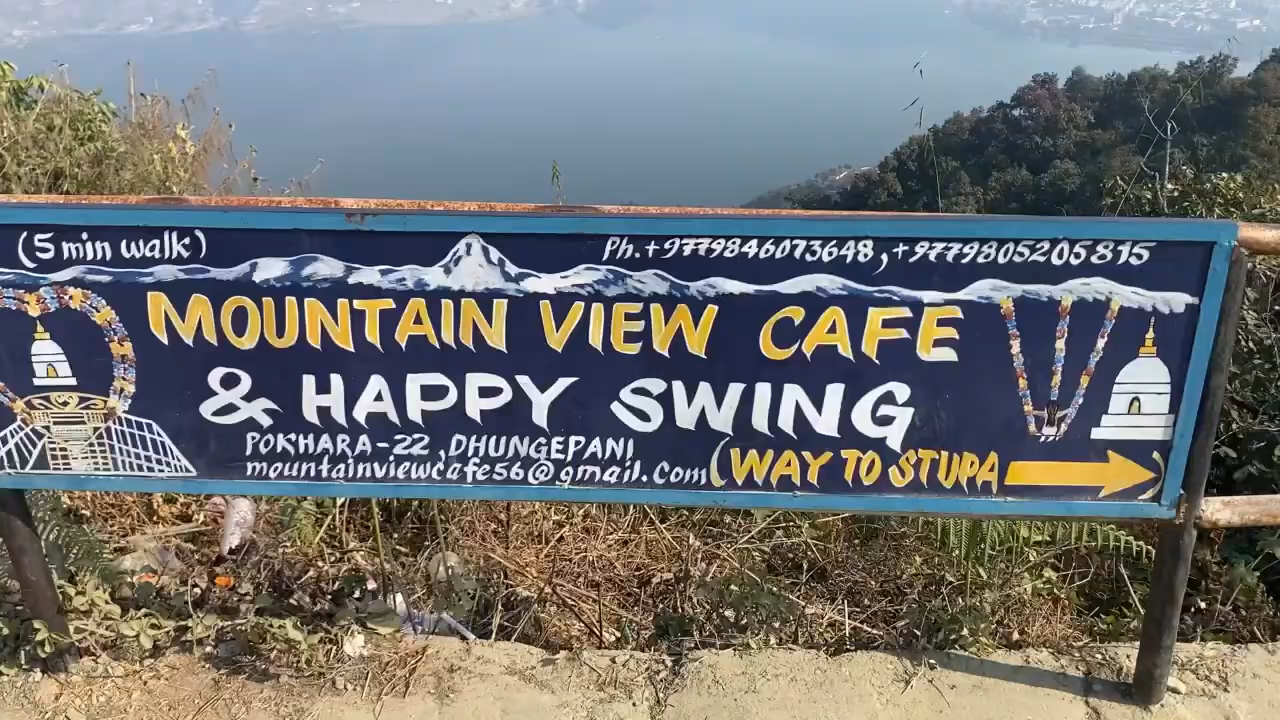 (5 min walk)
Ph.+9779846073648,+9779805205815
MOUNTAIN VIEW CAFE
& HAPPY SWING
POKHARA-22,DHUNGEPANI
mountainviewcafe56@gmail.com
(WAY TO STUPA )